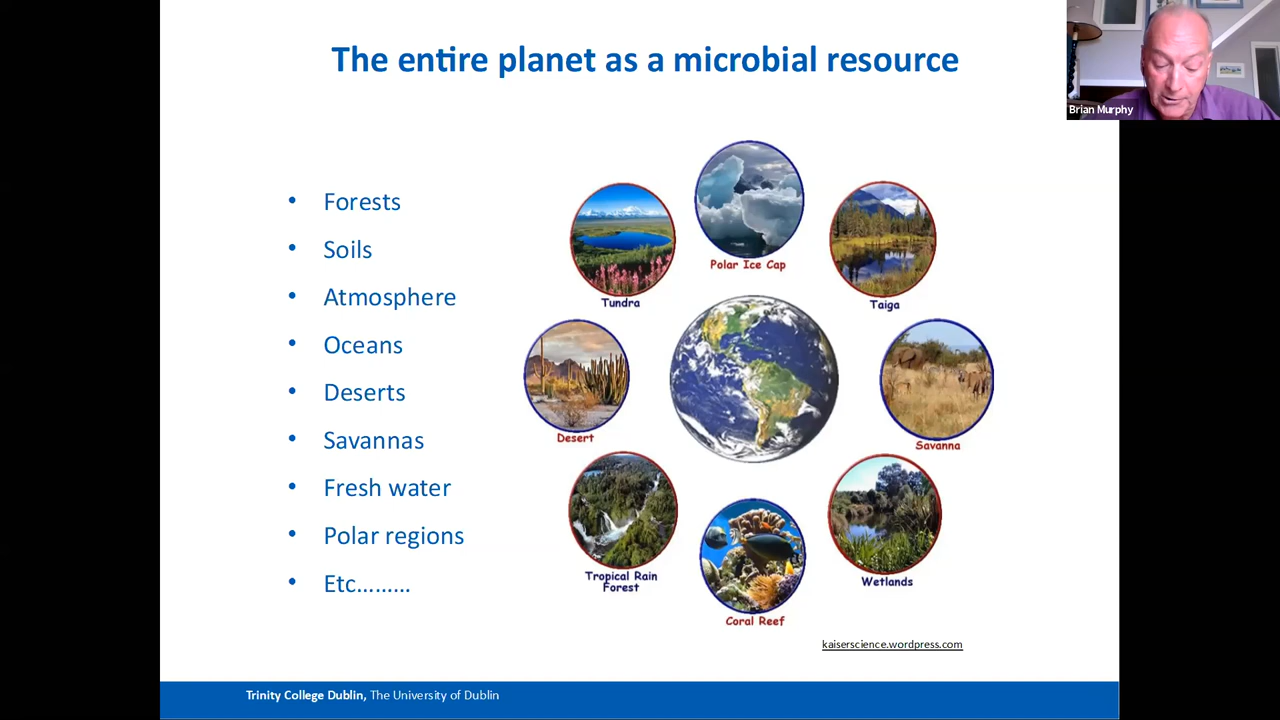 The entire planet as a microbial resource
Brian Murphy
• Forests
• Soils
• Atmosphere
• Oceans
• Deserts
• Savannas
• Fresh water
• Polar regions
• Etc.........
Polar Ice Cap
Tundra
Taiga
Desert
Savanna
Tropical Rain
Forest
Wetlands
Coral Reef
kaiserscience.wordpress.com
Trinity College Dublin, The University of Dublin